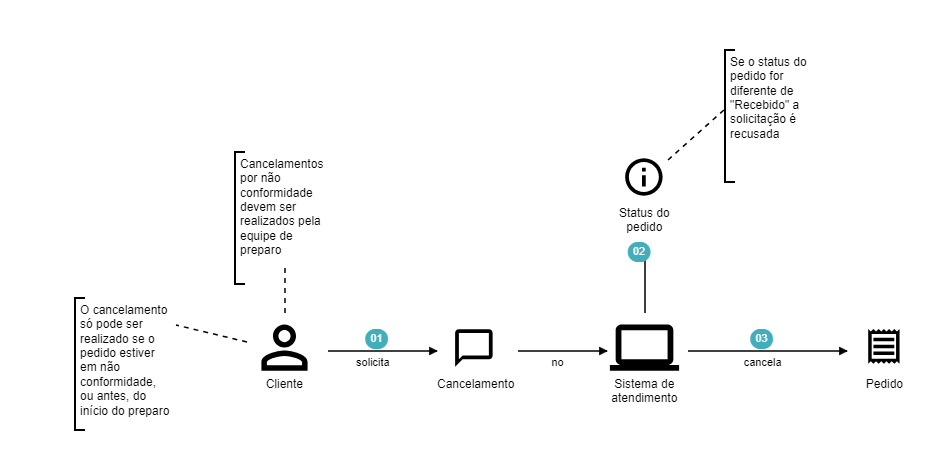 Se o status do
pedido for
diferente de
"Recebido" a
solicitação é
recusada
Cancelamentos
por não
conformidade
devem ser
realizados pela
equipe de
preparo
Status do
pedido
02
O cancelamento
só pode ser
realizado se o
pedido estiver
em não
conformidade,
ou antes, do
início do preparo
01
solicita
no
03
cancela
Cliente
Cancelamento
Sistema de
atendimento
Pedido